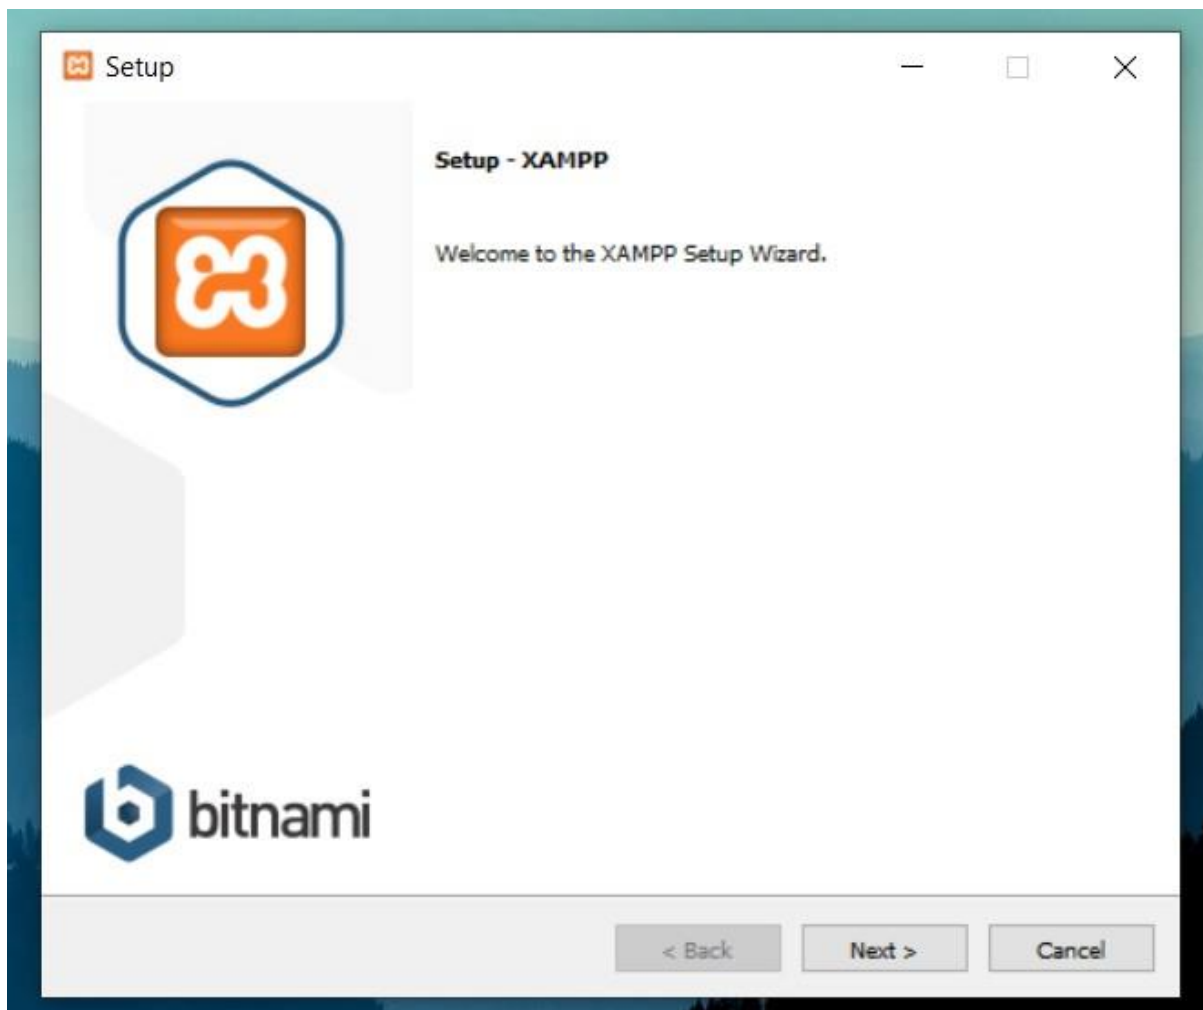 Setup
Setup - XAMPP
Welcome to the XAMPP Setup Wizard.
bitnami
< Back
Next >
Cancel